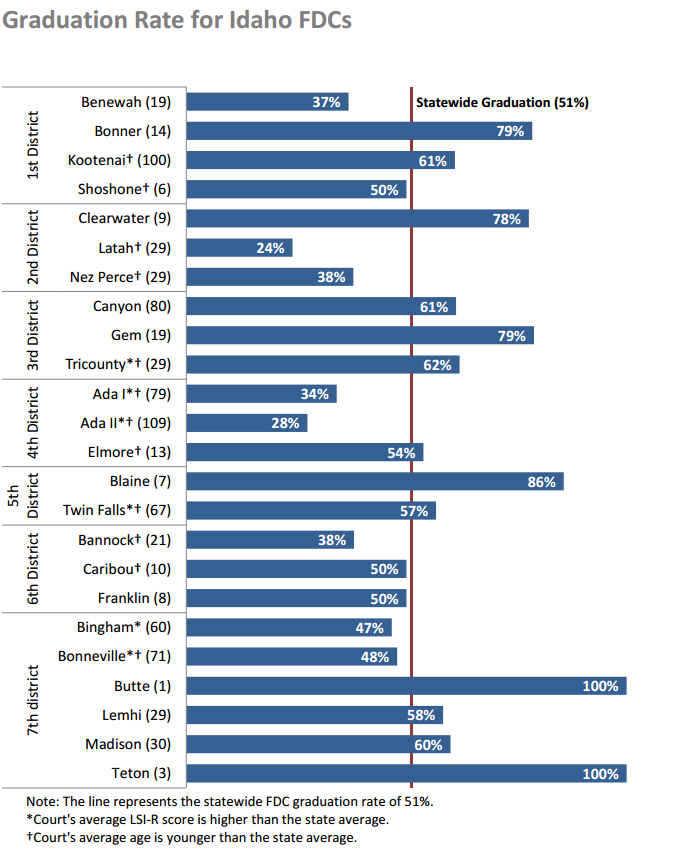 Graduation Rate for Idaho FDCs
Statewide Graduation (51%)
1st District
Benewah (19) 37%
Bonner (14) 79%
Kootenai† (100) 61%
Shoshone† (6) 50%
2nd District
Clearwater (9) 78%
Latah† (29) 24%
Nez Perce† (29) 38%
3rd District
Canyon (80) 61%
Gem (19) 79%
Tricounty*† (29) 62%
4th District
Ada I*† (79) 34%
Ada II*† (109) 28%
Elmore† (13) 54%
5th
District
Blaine (7) 86%
Twin Falls*† (67) 57%
6th District
Bannock† (21) 38%
Caribou† (10) 50%
Franklin (8) 50%
7th district
Bingham* (60) 47%
Bonneville*† (71) 48%
Butte (1) 100%
Lemhi (29) 58%
Madison (30) 60%
Teton (3) 100%
Note: The line represents the statewide FDC graduation rate of 51%.
*Court's average LSI-R score is higher than the state average.
†Court's average age is younger than the state average.